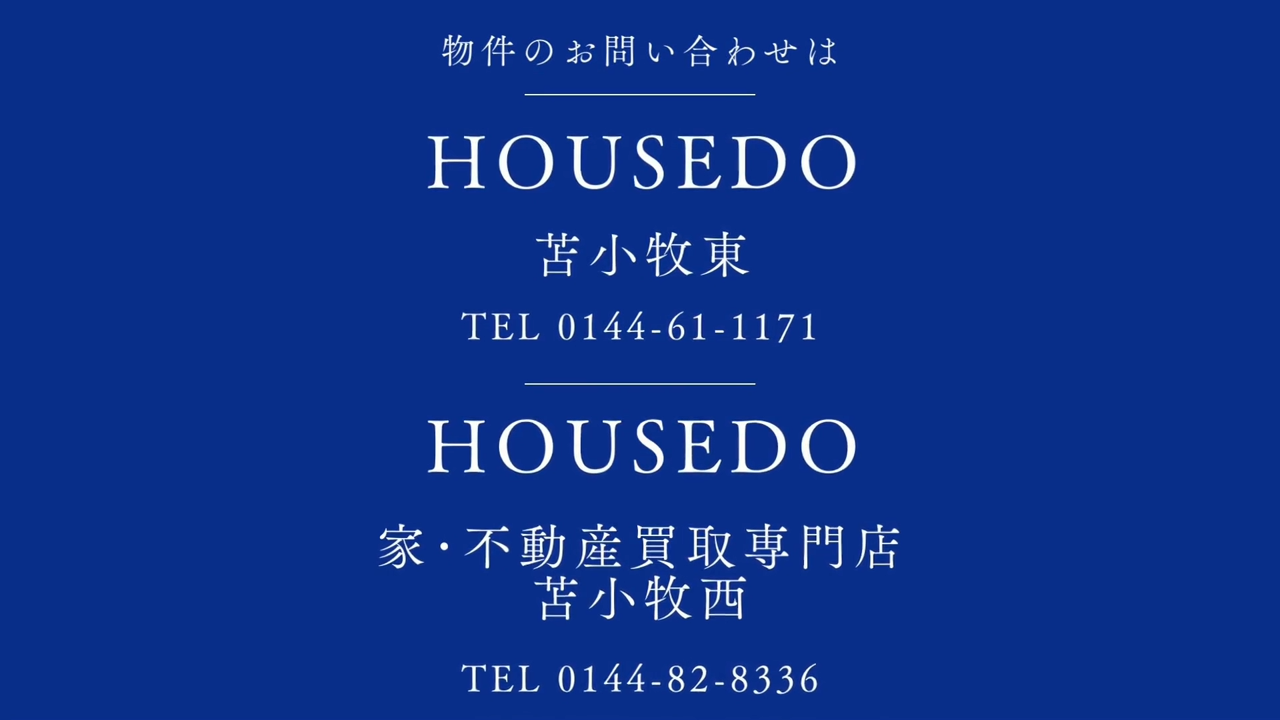 物件のお問い合わせは
HOUSEDO
苫小牧東
TEL 0144-61-1171
HOUSEDO
家・不動産買取専門店
苫小牧西
TEL 0144-82-8336